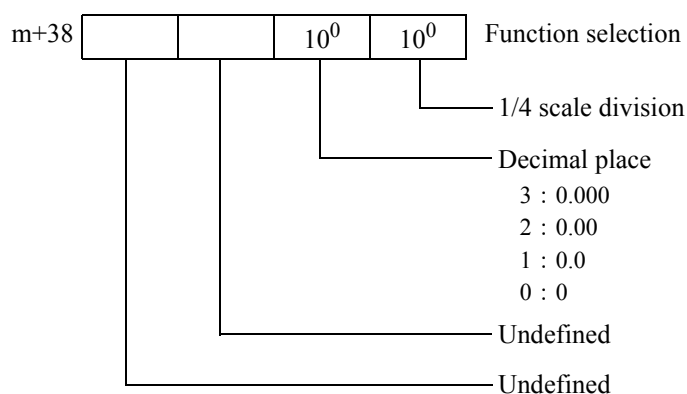 m+38 10⁰ 10⁰ Function selection
1/4 scale division
Decimal place
3 : 0.000
2 : 0.00
1 : 0.0
0 : 0
Undefined
Undefined